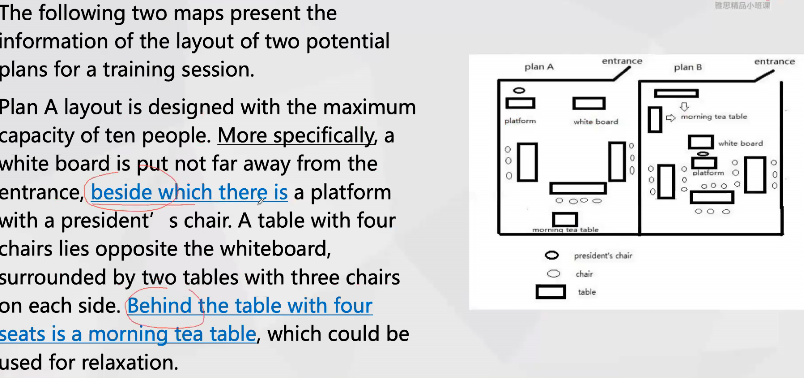 雅思精品小班课
The following two maps present the
information of the layout of two potential
plans for a training session.
Plan A layout is designed with the maximum
capacity of ten people. More specifically, a
white board is put not far away from the
entrance, beside which there is a platform
with a president's chair. A table with four
chairs lies opposite the whiteboard,
surrounded by two tables with three chairs
on each side. Behind the table with four
seats is a morning tea table, which could be
used for relaxation.
plan A
entrance
plan B
entrance
platform
white board
morning tea table
white board
platform
morning tea table
president's chair
chair
table